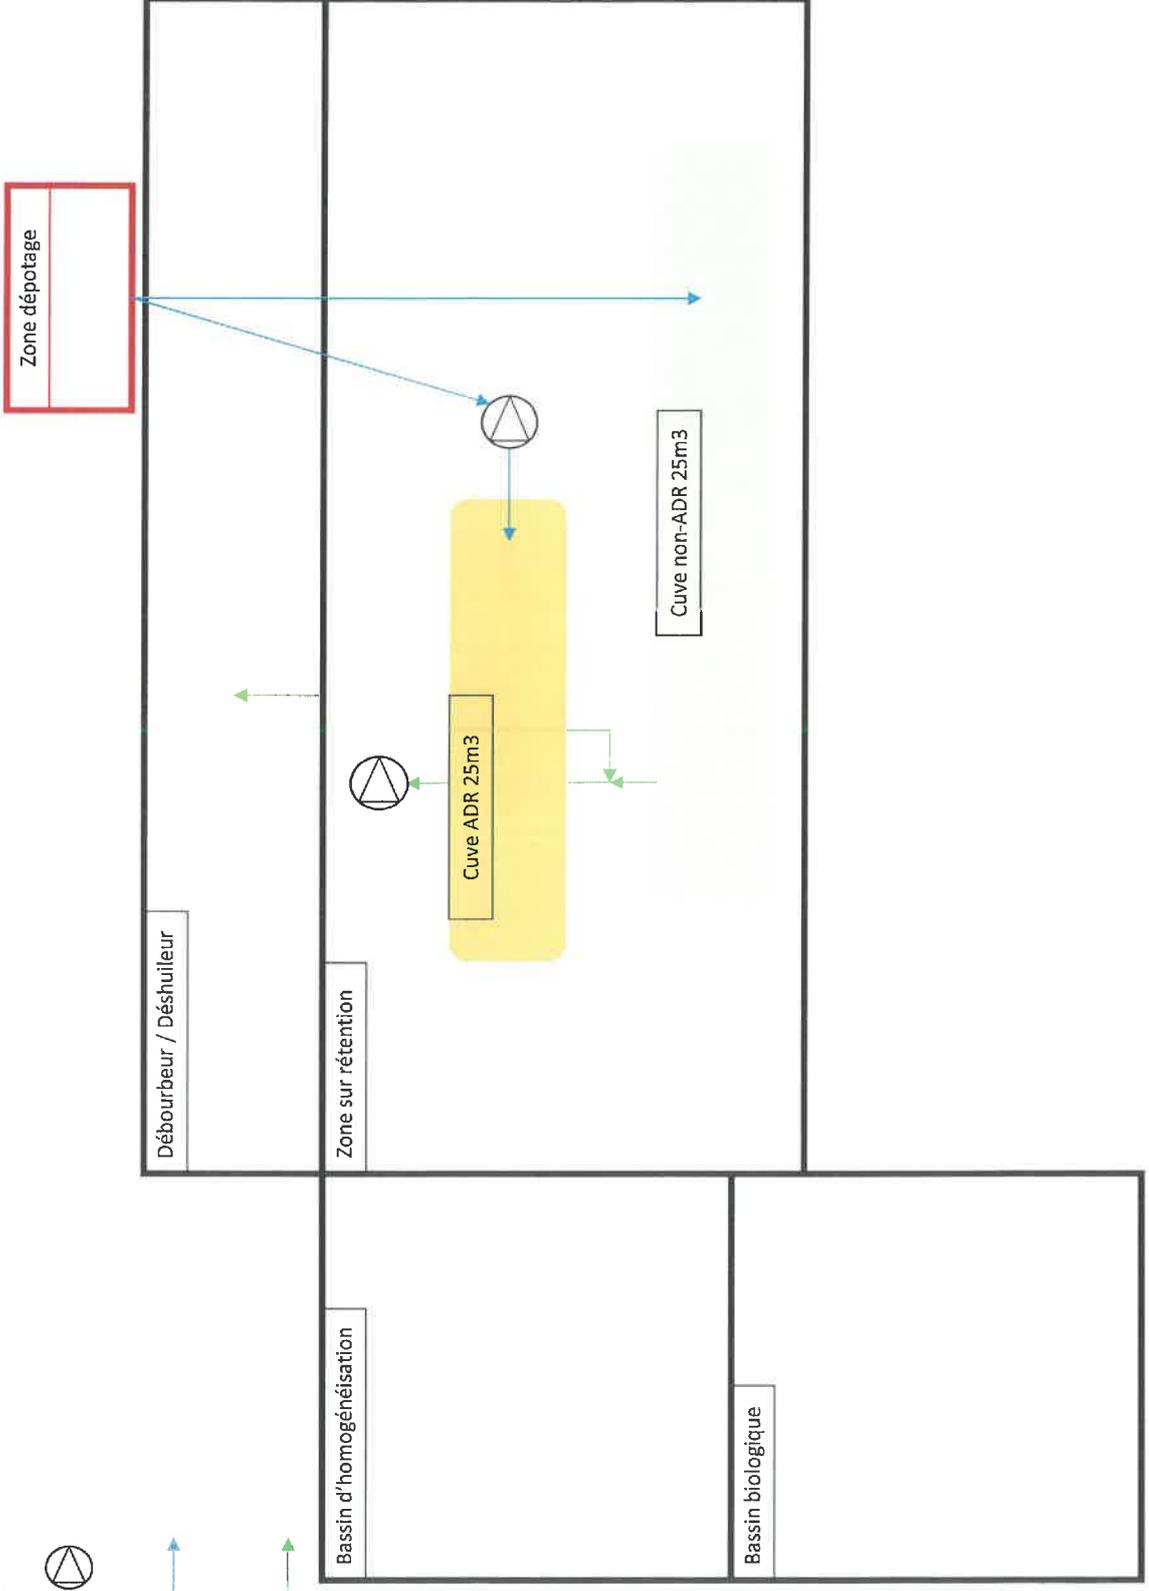 Zone dépotage
Débourbeur / Déshuileur
Zone sur rétention
Cuve ADR 25m3
Cuve non-ADR 25m3
Bassin d'homogénéisation
Bassin biologique